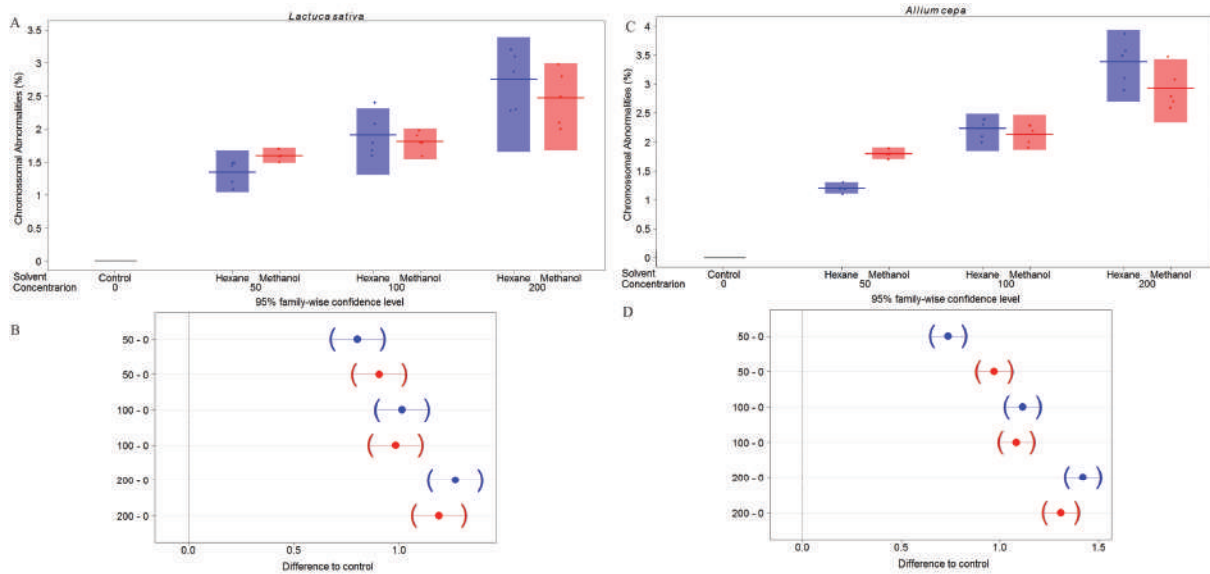 A
Lactuca sativa
Chromossomal Abnormalities (%)
3.5
3
2.5
2
1.5
1
0.5
0
Solvent
Control
Hexane
Methanol
Hexane
Methanol
Hexane
Methanol
Concentrarion
0
50
100
200
95% family-wise confidence level
B
50 - 0
50 - 0
100 - 0
100 - 0
200 - 0
200 - 0
0.0
0.5
1.0
Difference to control
C
Allium cepa
Chromossomal Abnormalities (%)
4
3.5
3
2.5
2
1.5
1
0.5
0
Solvent
Control
Hexane
Methanol
Hexane
Methanol
Hexane
Methanol
Concentrarion
0
50
100
200
95% family-wise confidence level
D
50 - 0
50 - 0
100 - 0
100 - 0
200 - 0
200 - 0
0.0
0.5
1.0
1.5
Difference to control